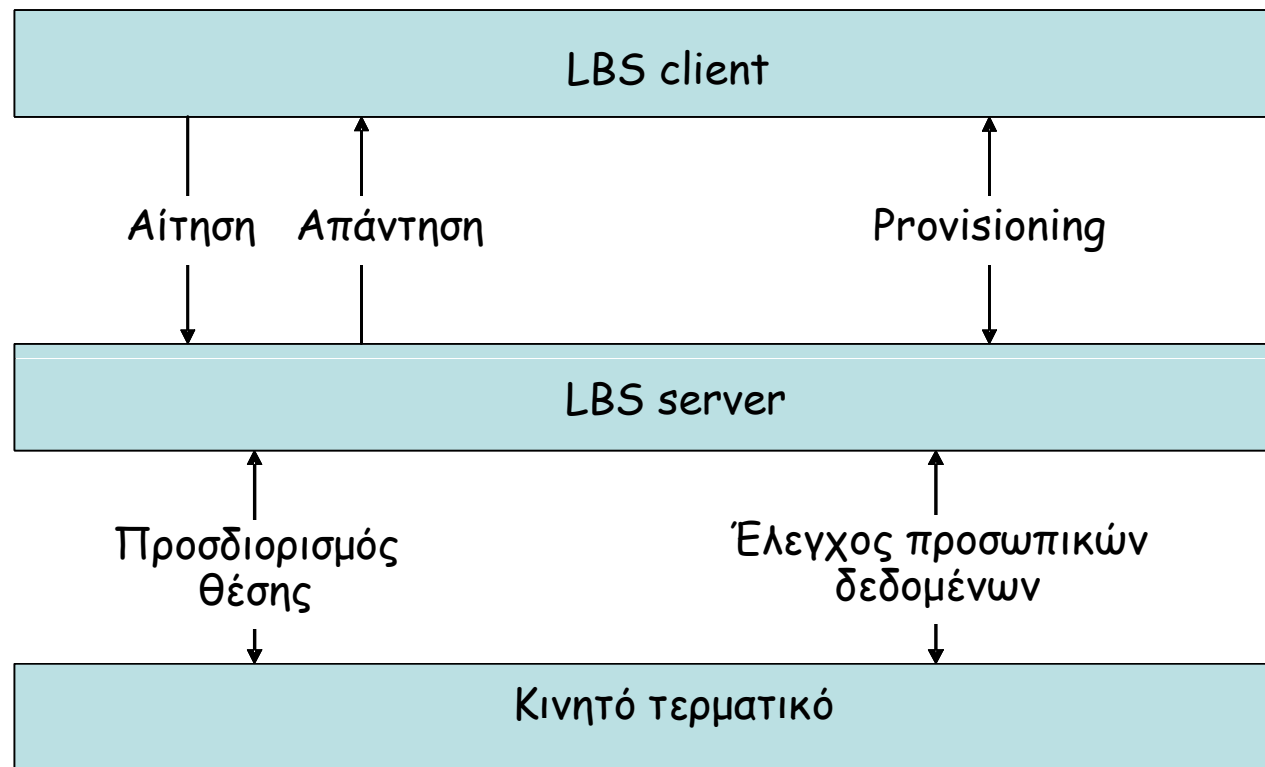 LBS client
Αίτηση Απάντηση Provisioning
LBS server
Προσδιορισμός
θέσης
Έλεγχος προσωπικών
δεδομένων
Κινητό τερματικό